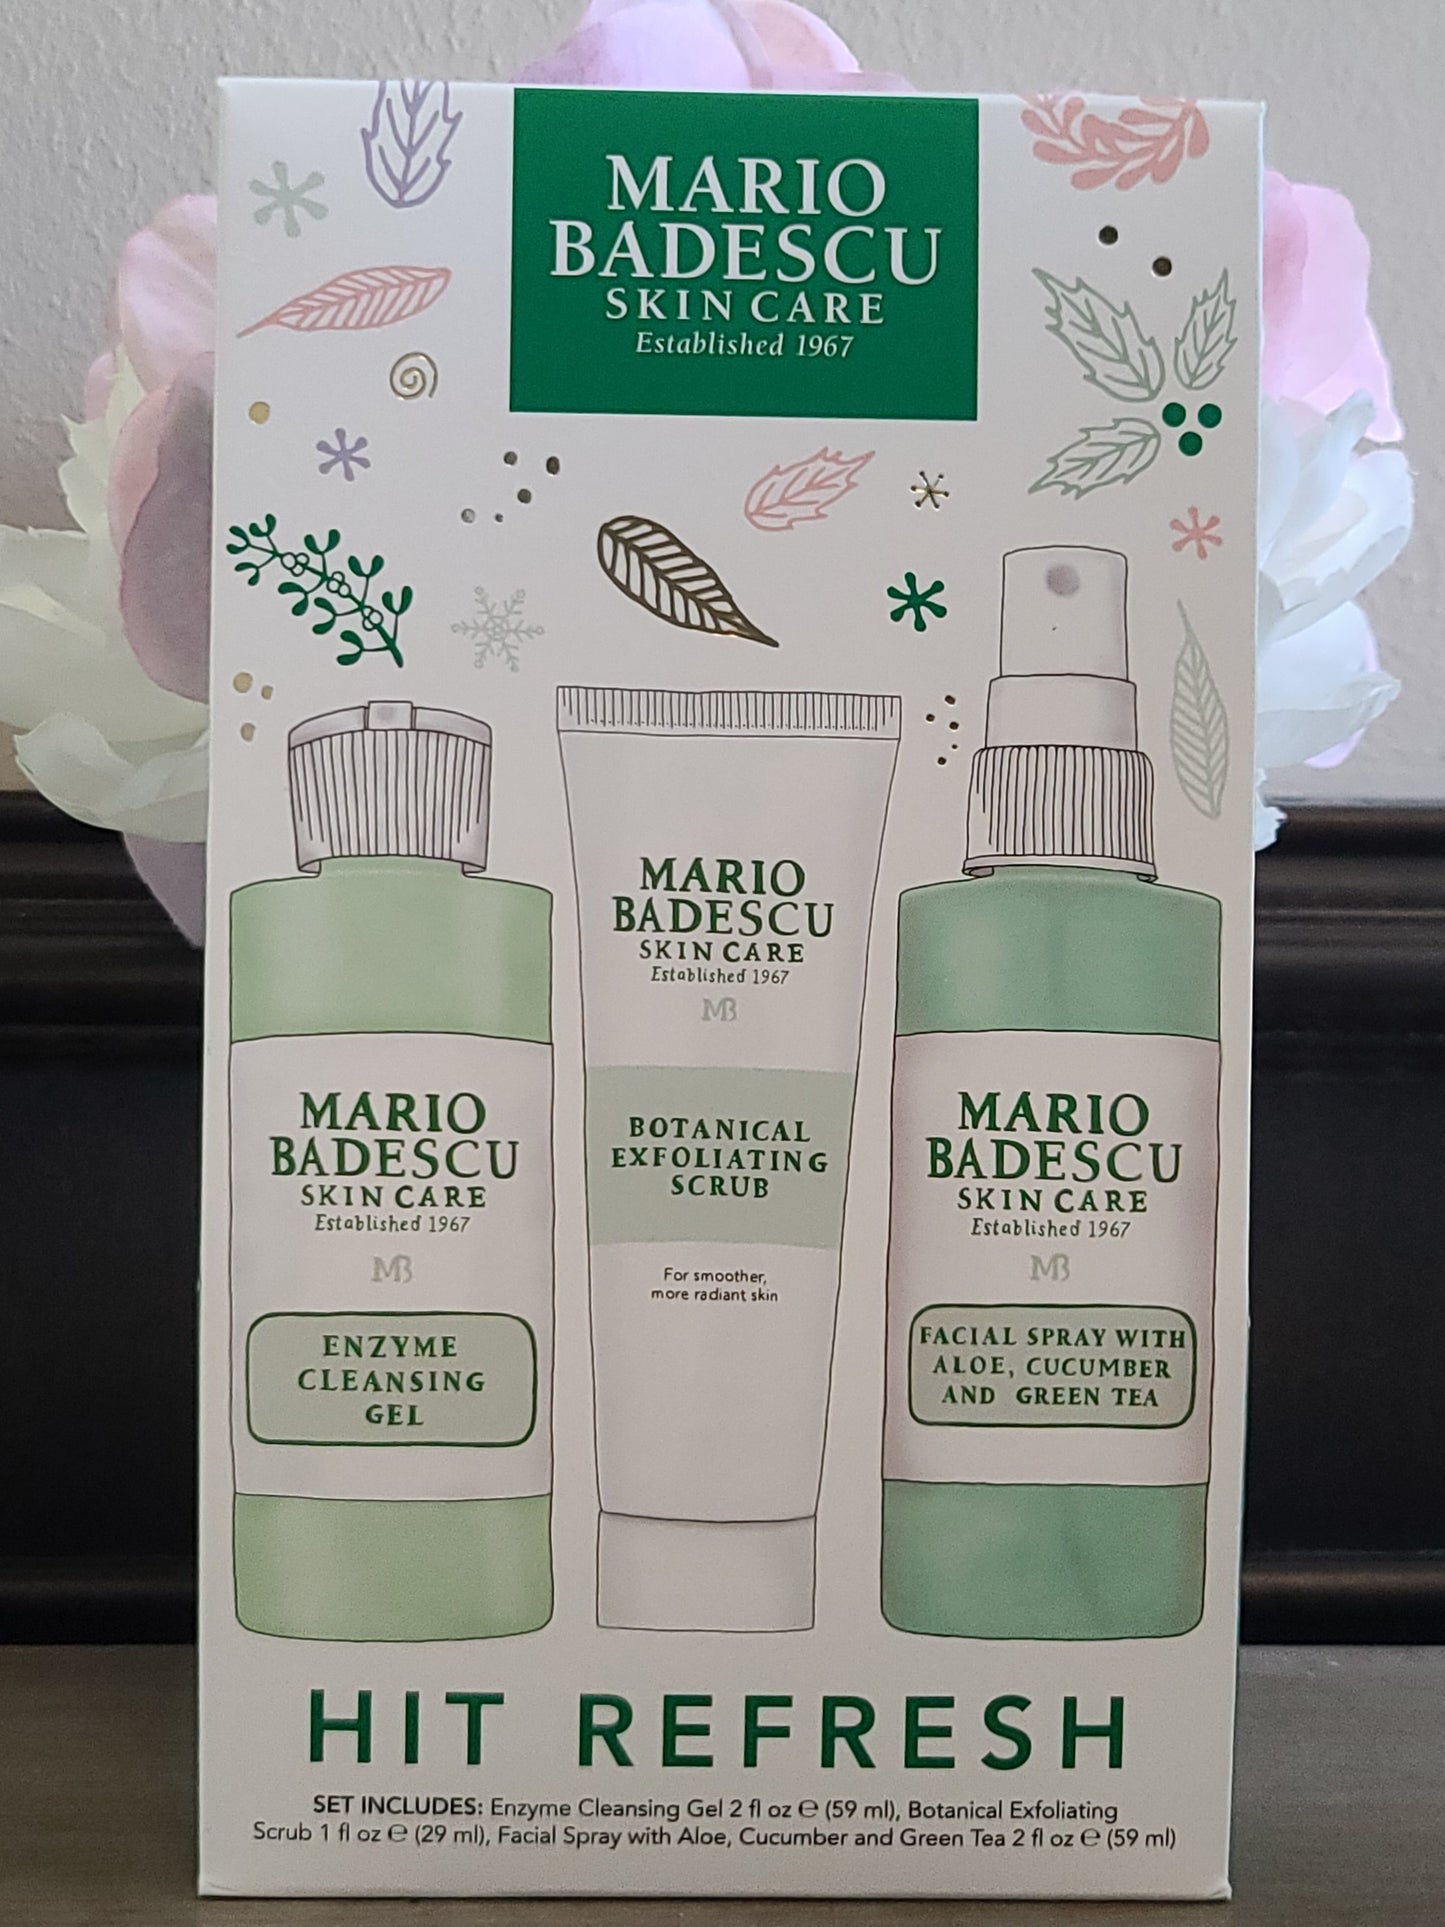 MARIO
BADESCU
SKIN CARE
Established 1967
MARIO
BADESCU
SKIN CARE
Established 1967
MB
ENZYME
CLEANSING
GEL
MARIO
BADESCU
SKIN CARE
Established 1967
MB
BOTANICAL
EXFOLIATING
SCRUB
For smoother,
more radiant skin
MARIO
BADESCU
SKIN CARE
Established 1967
MB
FACIAL SPRAY WITH
ALOE, CUCUMBER
AND GREEN TEA
HIT REFRESH
SET INCLUDES: Enzyme Cleansing Gel 2 fl oz ℮ (59 ml), Botanical Exfoliating
Scrub 1 fl oz ℮ (29 ml), Facial Spray with Aloe, Cucumber and Green Tea 2 fl oz ℮ (59 ml)